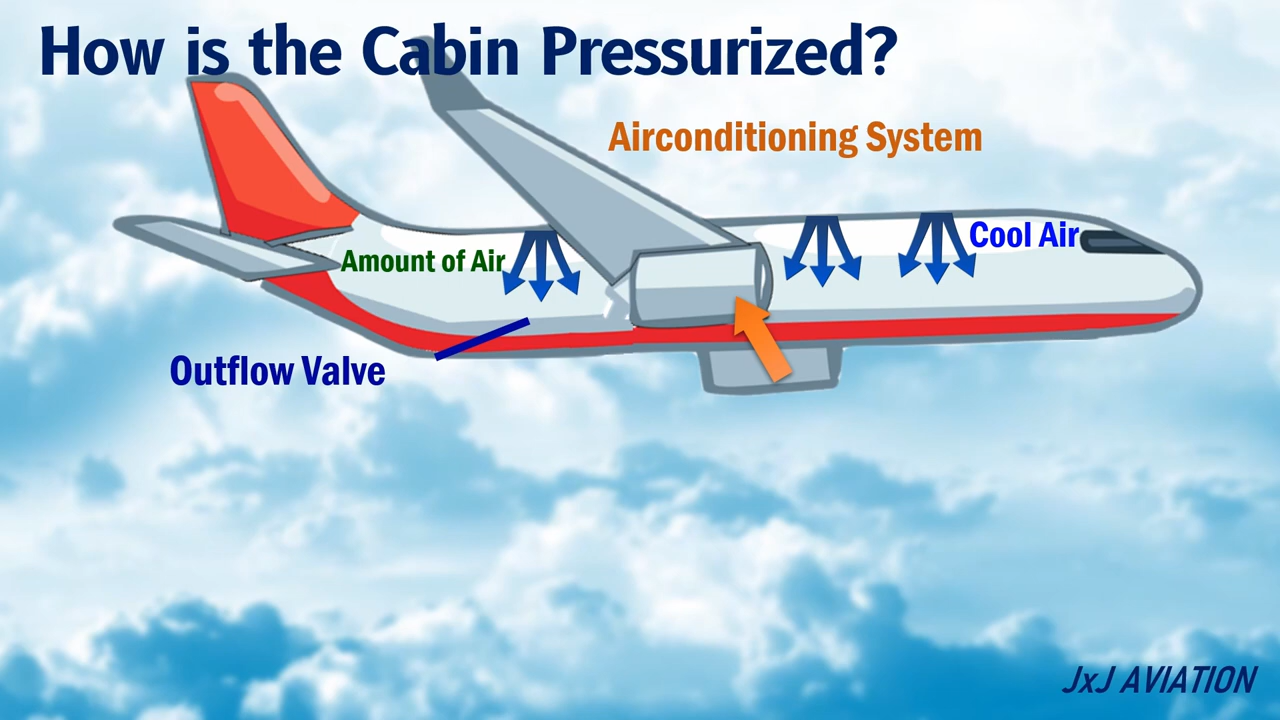 How is the Cabin Pressurized?
Airconditioning System
Cool Air
Amount of Air
Outflow Valve
JxJ AVIATION